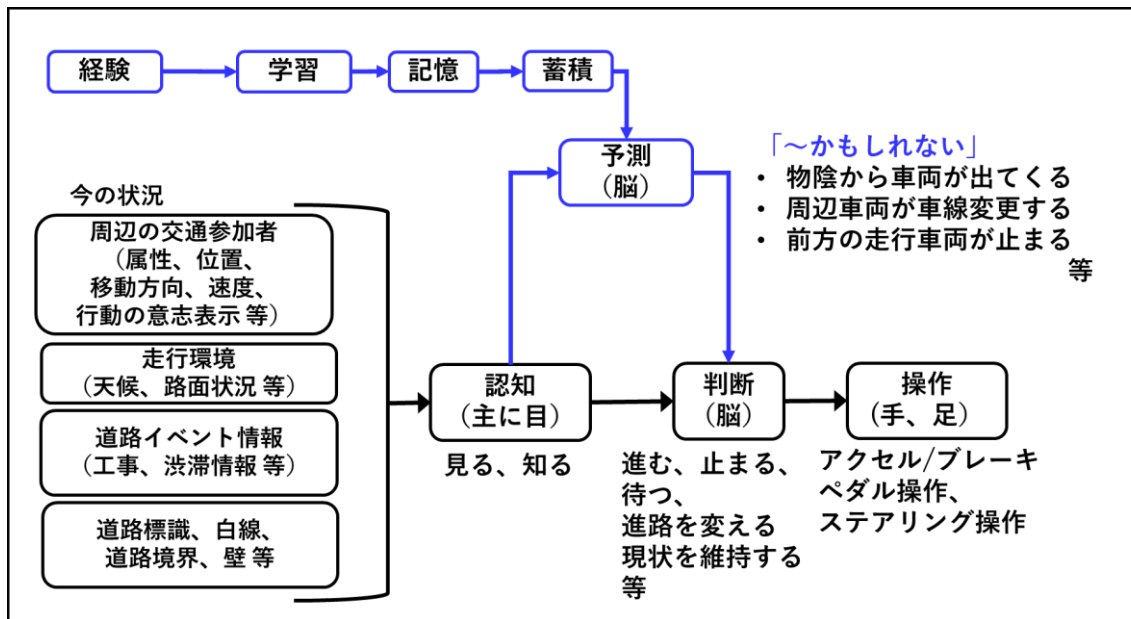 経験
学習
記憶
蓄積
予測
（脳）
「～かもしれない」
・ 物陰から車両が出てくる
・ 周辺車両が車線変更する
・ 前方の走行車両が止まる
等
今の状況
周辺の交通参加者
（属性、位置、
移動方向、速度、
行動の意志表示 等）
走行環境
（天候、路面状況 等）
道路イベント情報
（工事、渋滞情報 等）
道路標識、白線、
道路境界、壁 等
認知
（主に目）
見る、知る
判断
（脳）
進む、止まる、
待つ、
進路を変える
現状を維持する
等
操作
（手、足）
アクセル/ブレーキ
ペダル操作、
ステアリング操作